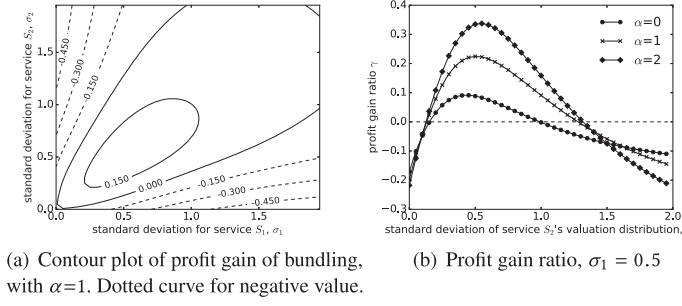 standard deviation for service S₂, σ₂
1.5
1.0
0.5
0.0
0.0
0.5
1.0
1.5
-0.450
-0.300
-0.150
0.150
0.000
-0.150
-0.300
-0.450
standard deviation for service S₁, σ₁
(a) Contour plot of profit gain of bundling,
with α=1. Dotted curve for negative value.
profit gain ratio γ
0.4
0.3
0.2
0.1
0.0
−0.1
−0.2
−0.3
0.0
0.5
1.0
1.5
2.0
α=0
α=1
α=2
standard deviation of service S₂'s valuation distribution,
(b) Profit gain ratio, σ₁ = 0.5